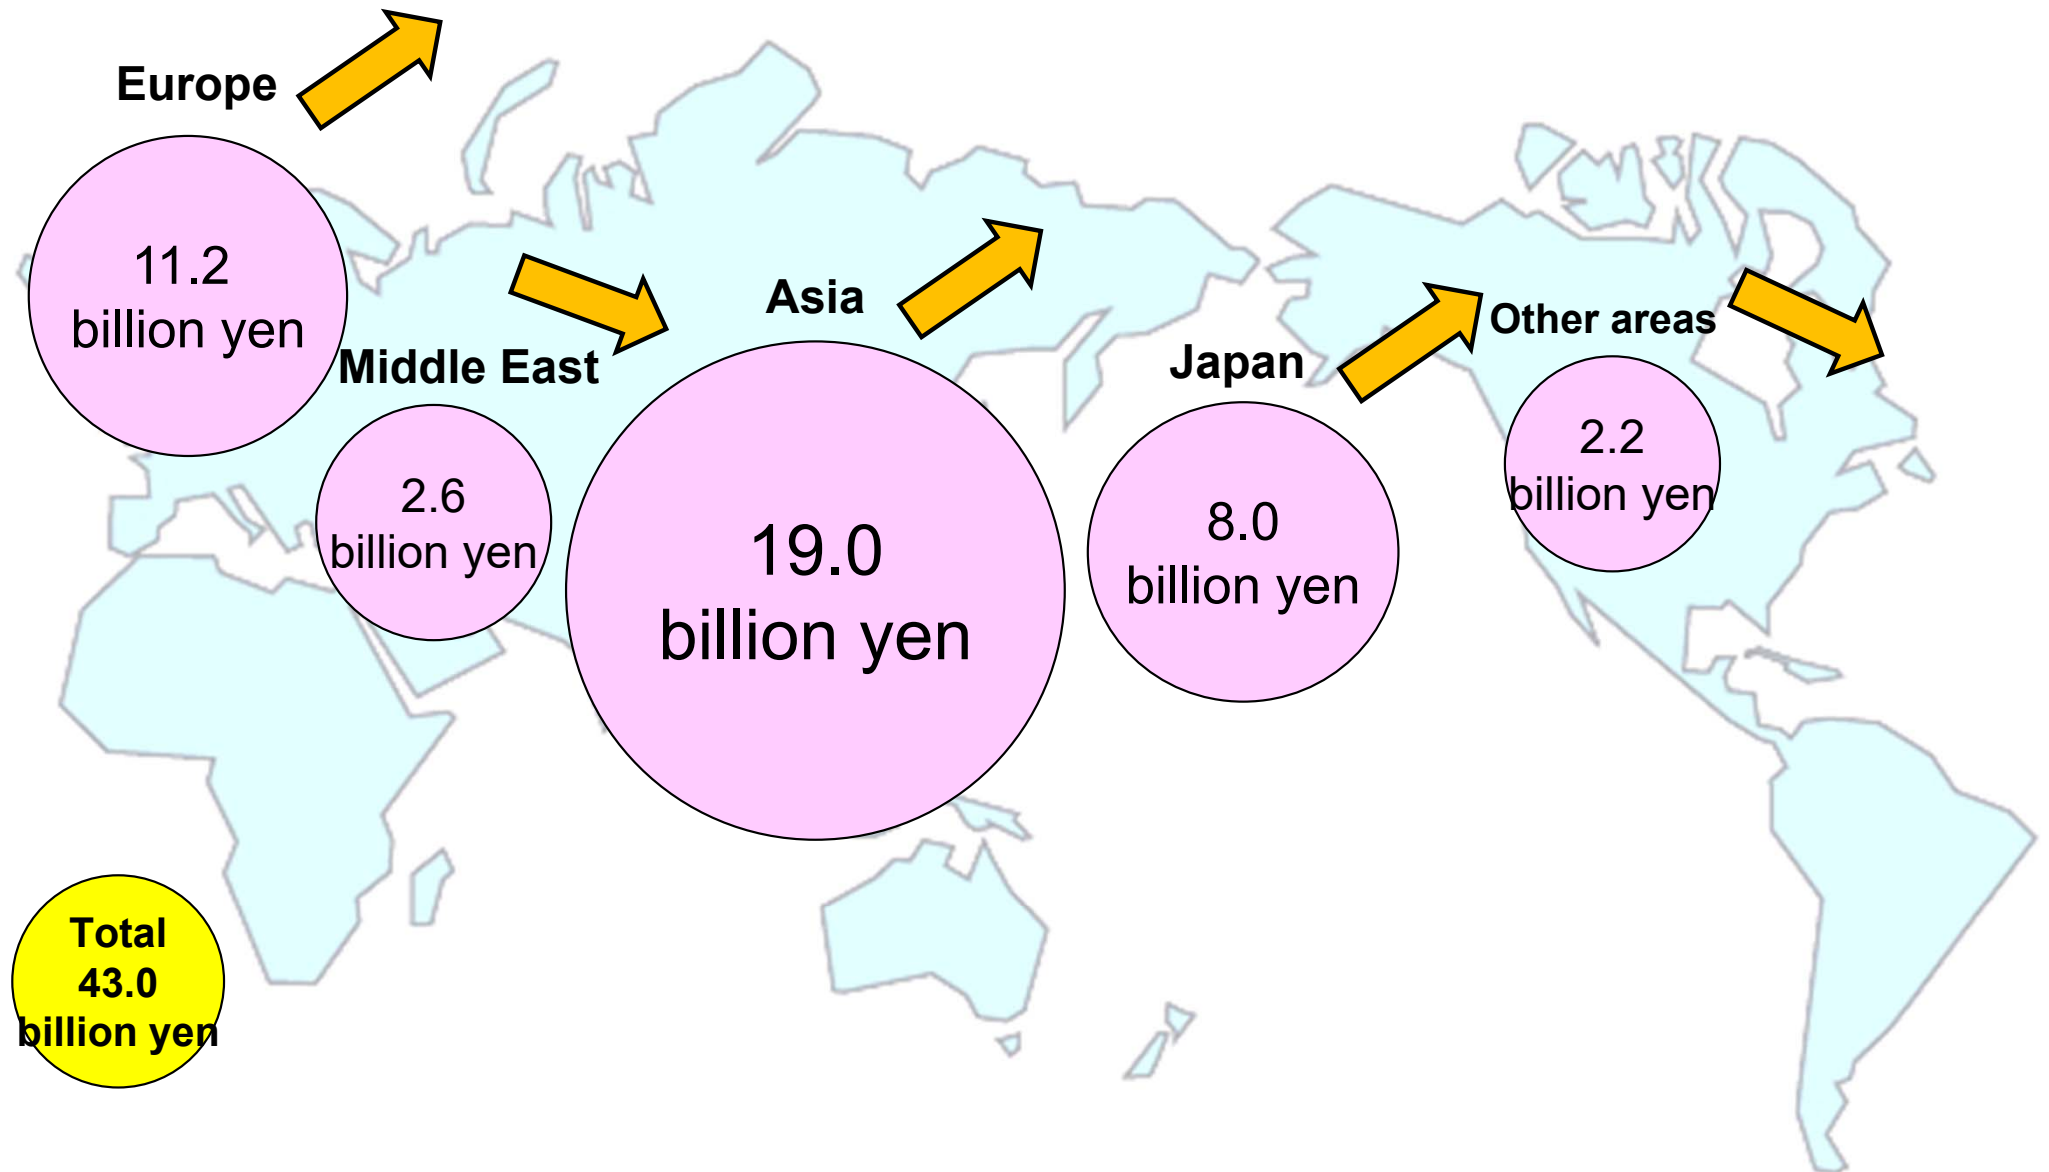 Europe
11.2
billion yen
Middle East
2.6
billion yen
Asia
19.0
billion yen
Japan
8.0
billion yen
Other areas
2.2
billion yen
Total
43.0
billion yen